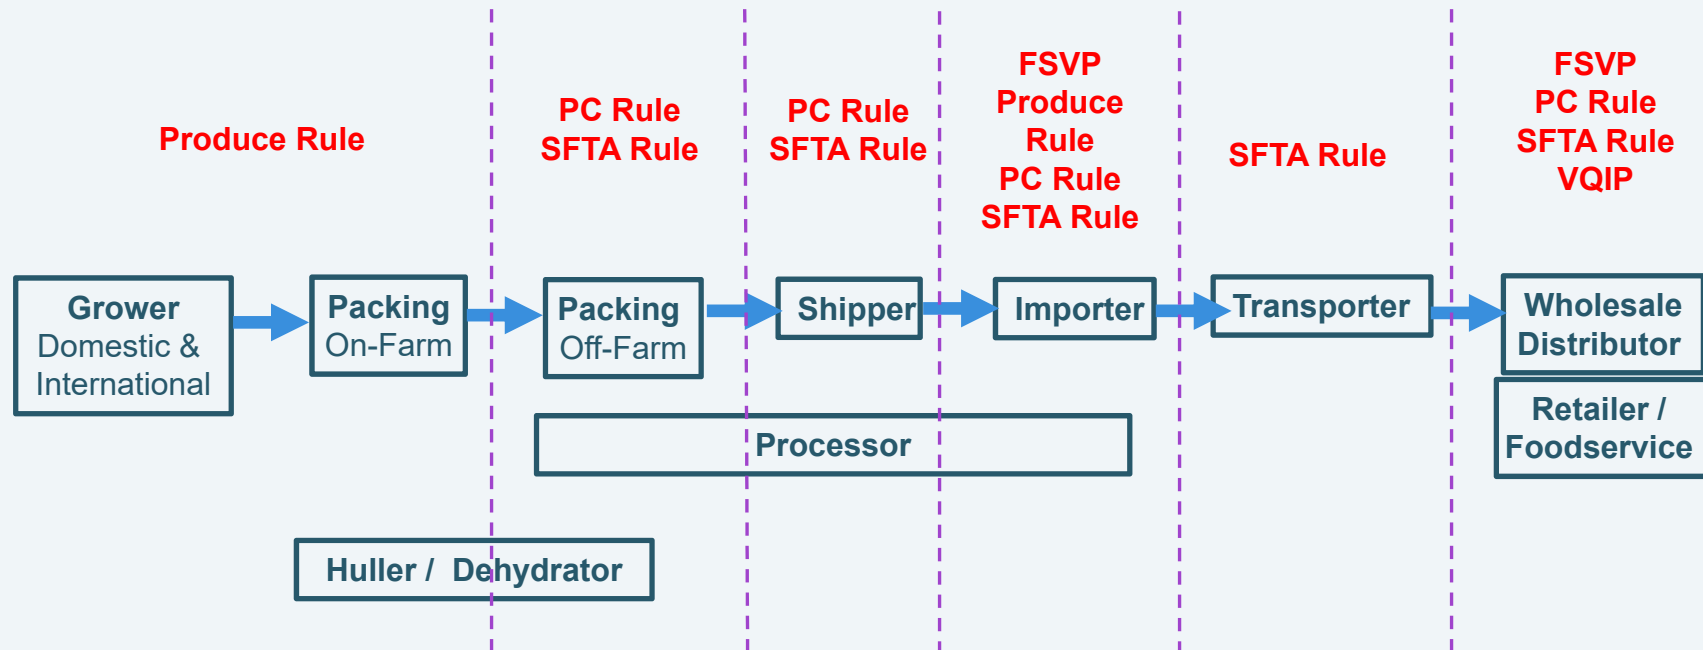 Produce Rule
PC Rule
SFTA Rule
PC Rule
SFTA Rule
FSVP
Produce
Rule
PC Rule
SFTA Rule
SFTA Rule
FSVP
PC Rule
SFTA Rule
VQIP
Grower
Domestic &
International
Packing
On-Farm
Packing
Off-Farm
Shipper
Importer
Transporter
Wholesale
Distributor
Retailer /
Foodservice
Processor
Huller / Dehydrator